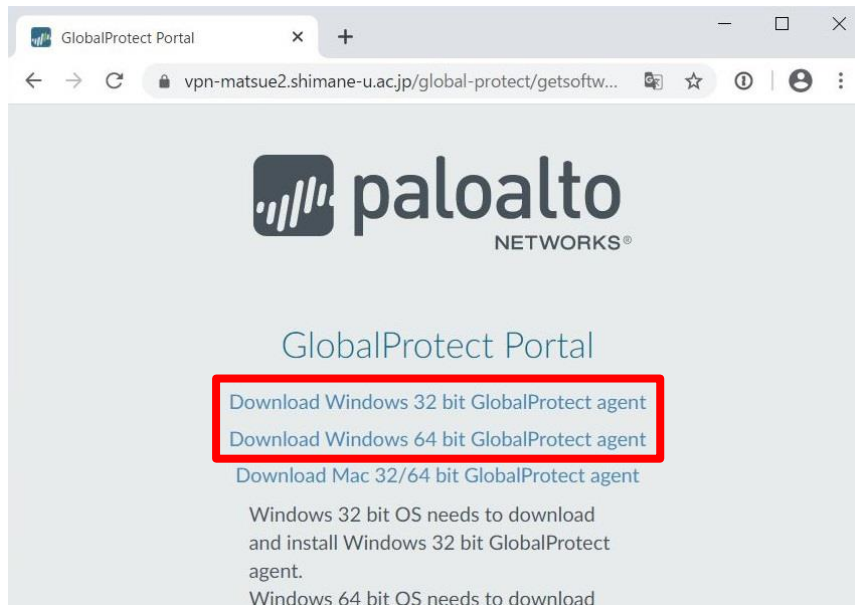 GlobalProtect Portal
vpn-matsue2.shimane-u.ac.jp/global-protect/getsoftw...
paloalto
NETWORKS®
GlobalProtect Portal
Download Windows 32 bit GlobalProtect agent
Download Windows 64 bit GlobalProtect agent
Download Mac 32/64 bit GlobalProtect agent
Windows 32 bit OS needs to download
and install Windows 32 bit GlobalProtect
agent.
Windows 64 bit OS needs to download